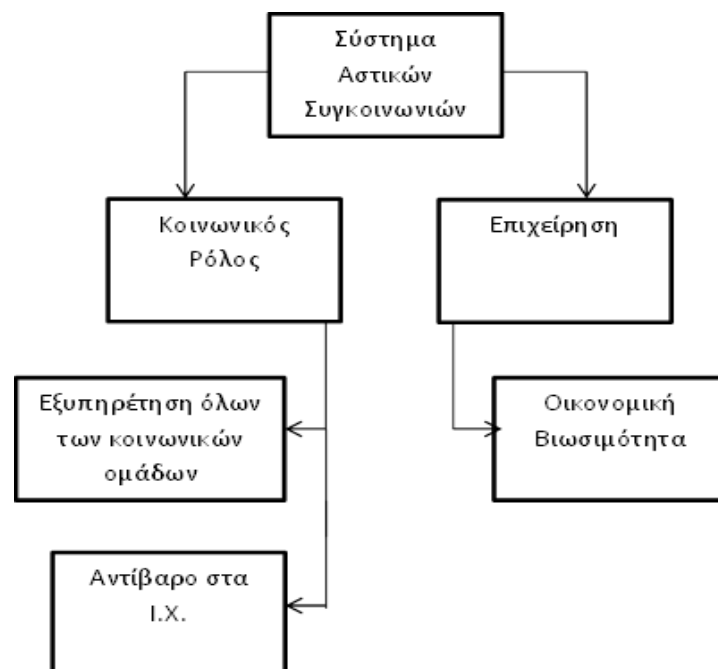 Σύστημα
Αστικών
Συγκοινωνιών
Κοινωνικός
Ρόλος
Επιχείρηση
Εξυπηρέτηση όλων
των κοινωνικών
ομάδων
Οικονομική
Βιωσιμότητα
Αντίβαρο στα
Ι.Χ.